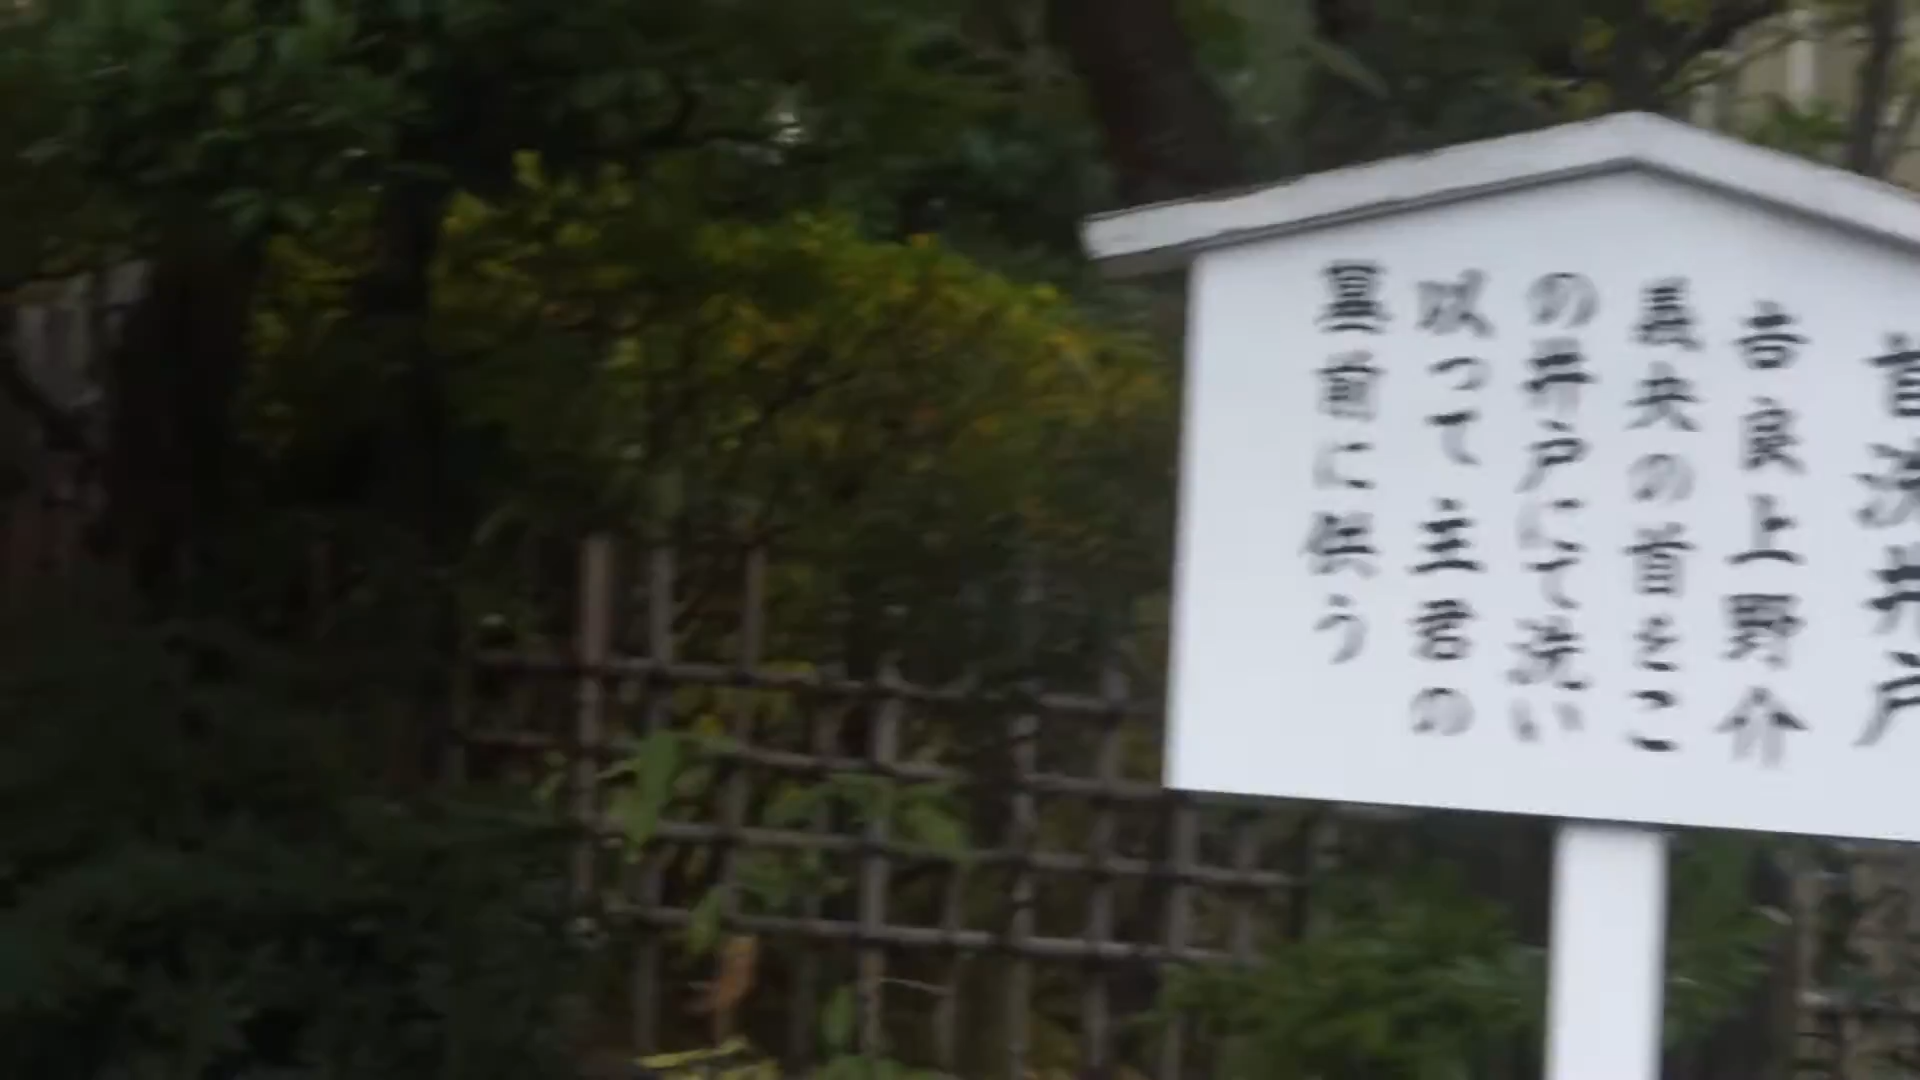 首洗井戸
吉良上野介
義央の首をこ
の井戸にて洗い
以って主君の
墓前に供う